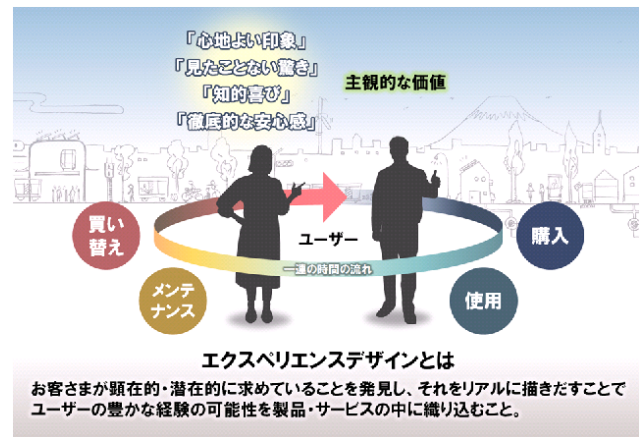 「心地よい印象」
「見たことない驚き」
「知的喜び」
「徹底的な安心感」
主観的な価値
買い
替え
ユーザー
購入
一連の時間の流れ
メンテ
ナンス
使用
エクスペリエンスデザインとは
お客さまが顕在的・潜在的に求めていることを発見し、それをリアルに描きだすことで
ユーザーの豊かな経験の可能性を製品・サービスの中に織り込むこと。